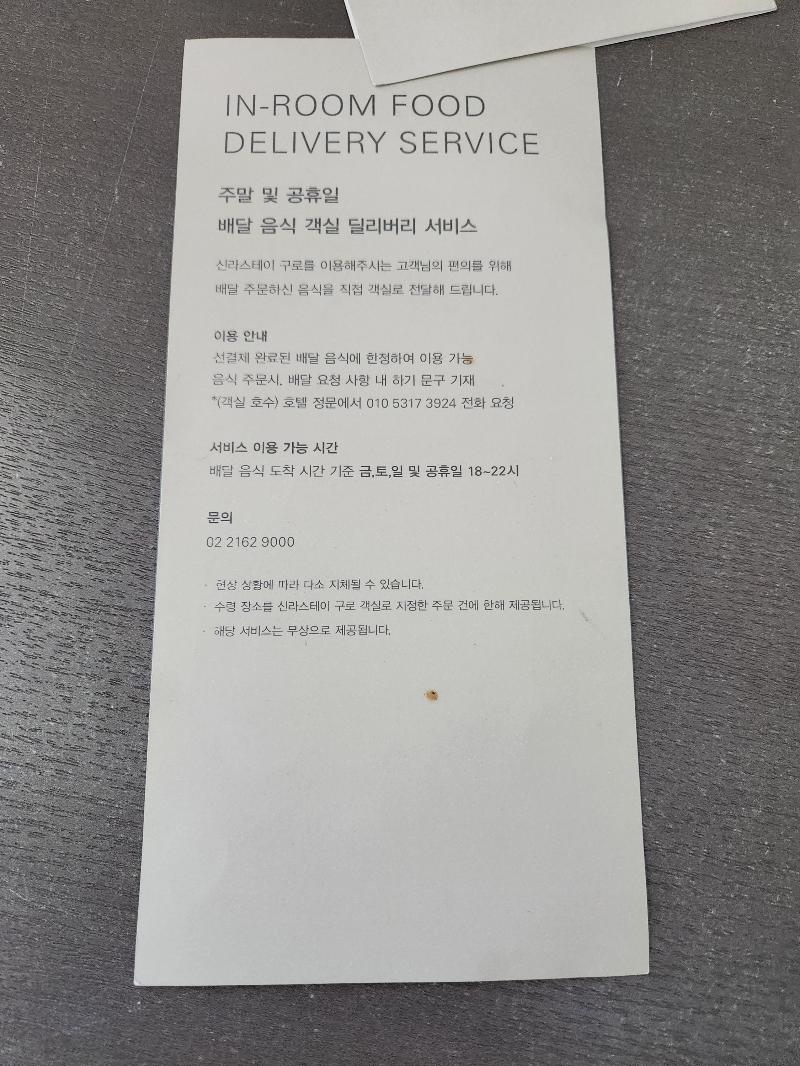 IN-ROOM FOOD
DELIVERY SERVICE
주말 및 공휴일
배달 음식 객실 딜리버리 서비스
신라스테이 구로를 이용해주시는 고객님의 편의를 위해
배달 주문하신 음식을 직접 객실로 전달해 드립니다.
이용 안내
선결제 완료된 배달 음식에 한정하여 이용 가능
음식 주문시, 배달 요청 사항 내 하기 문구 기재
*(객실 호수) 호텔 정문에서 010 5317 3924 전화 요청
서비스 이용 가능 시간
배달 음식 도착 시간 기준 금,토,일 및 공휴일 18~22시
문의
02 2162 9000
· 현상 상황에 따라 다소 지체될 수 있습니다.
· 수령 장소를 신라스테이 구로 객실로 지정한 주문 건에 한해 제공됩니다.
· 해당 서비스는 무상으로 제공됩니다.